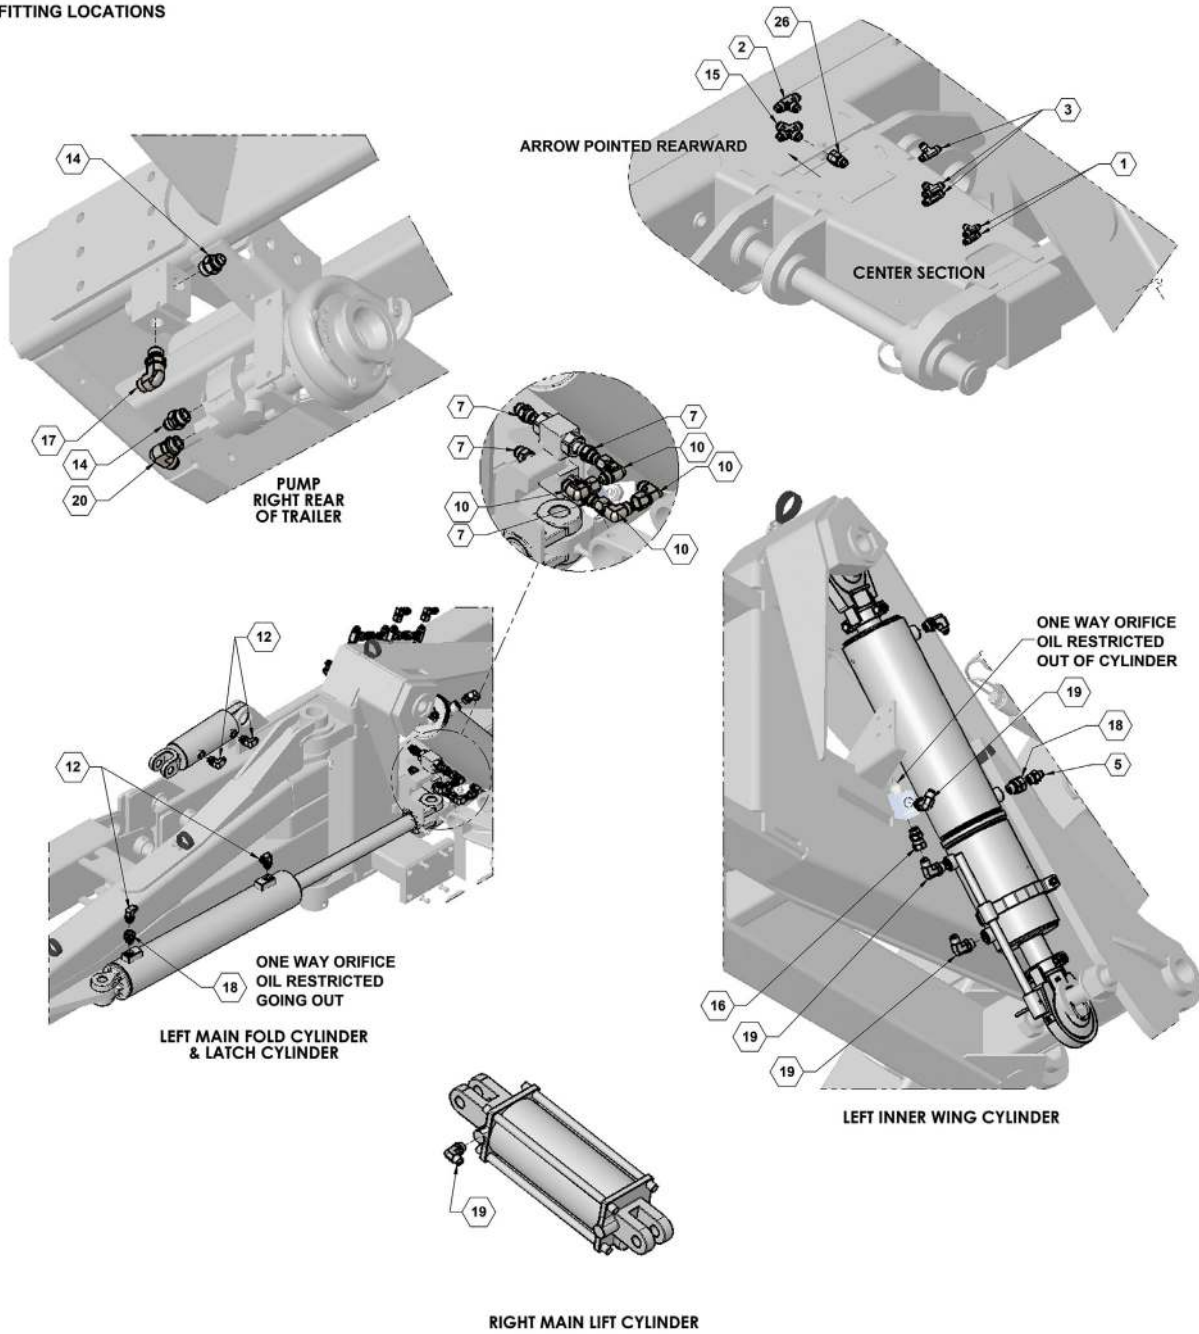 FITTING LOCATIONS
26
2
15
3
ARROW POINTED REARWARD
1
CENTER SECTION
14
17
14
20
PUMP
RIGHT REAR
OF TRAILER
7
7
7
10
10
10
7
10
12
12
18
ONE WAY ORIFICE
OIL RESTRICTED
GOING OUT
LEFT MAIN FOLD CYLINDER
& LATCH CYLINDER
ONE WAY ORIFICE
OIL RESTRICTED
OUT OF CYLINDER
19
18
5
16
19
19
LEFT INNER WING CYLINDER
19
RIGHT MAIN LIFT CYLINDER